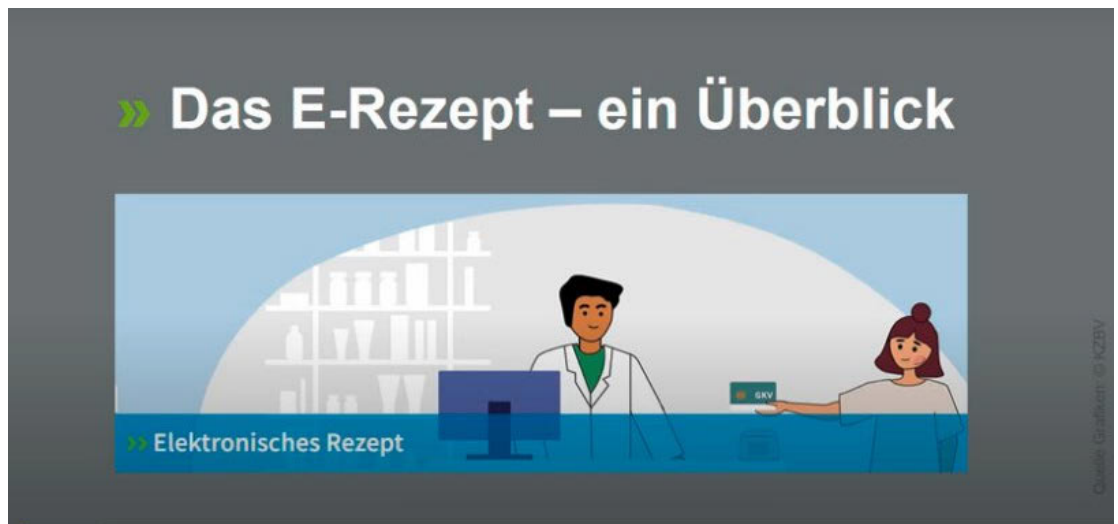 » Das E-Rezept – ein Überblick
GKV
» Elektronisches Rezept
Quelle Grafiken: © KZBV